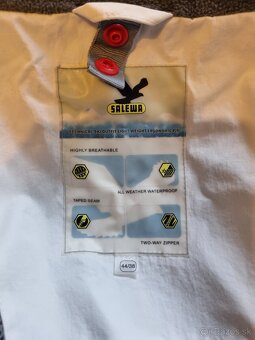 SALEWA
HIGHLY BREATHABLE
ALL WEATHER WATERPROOF
TAPED SEAM
TWO-WAY ZIPPER
44/38